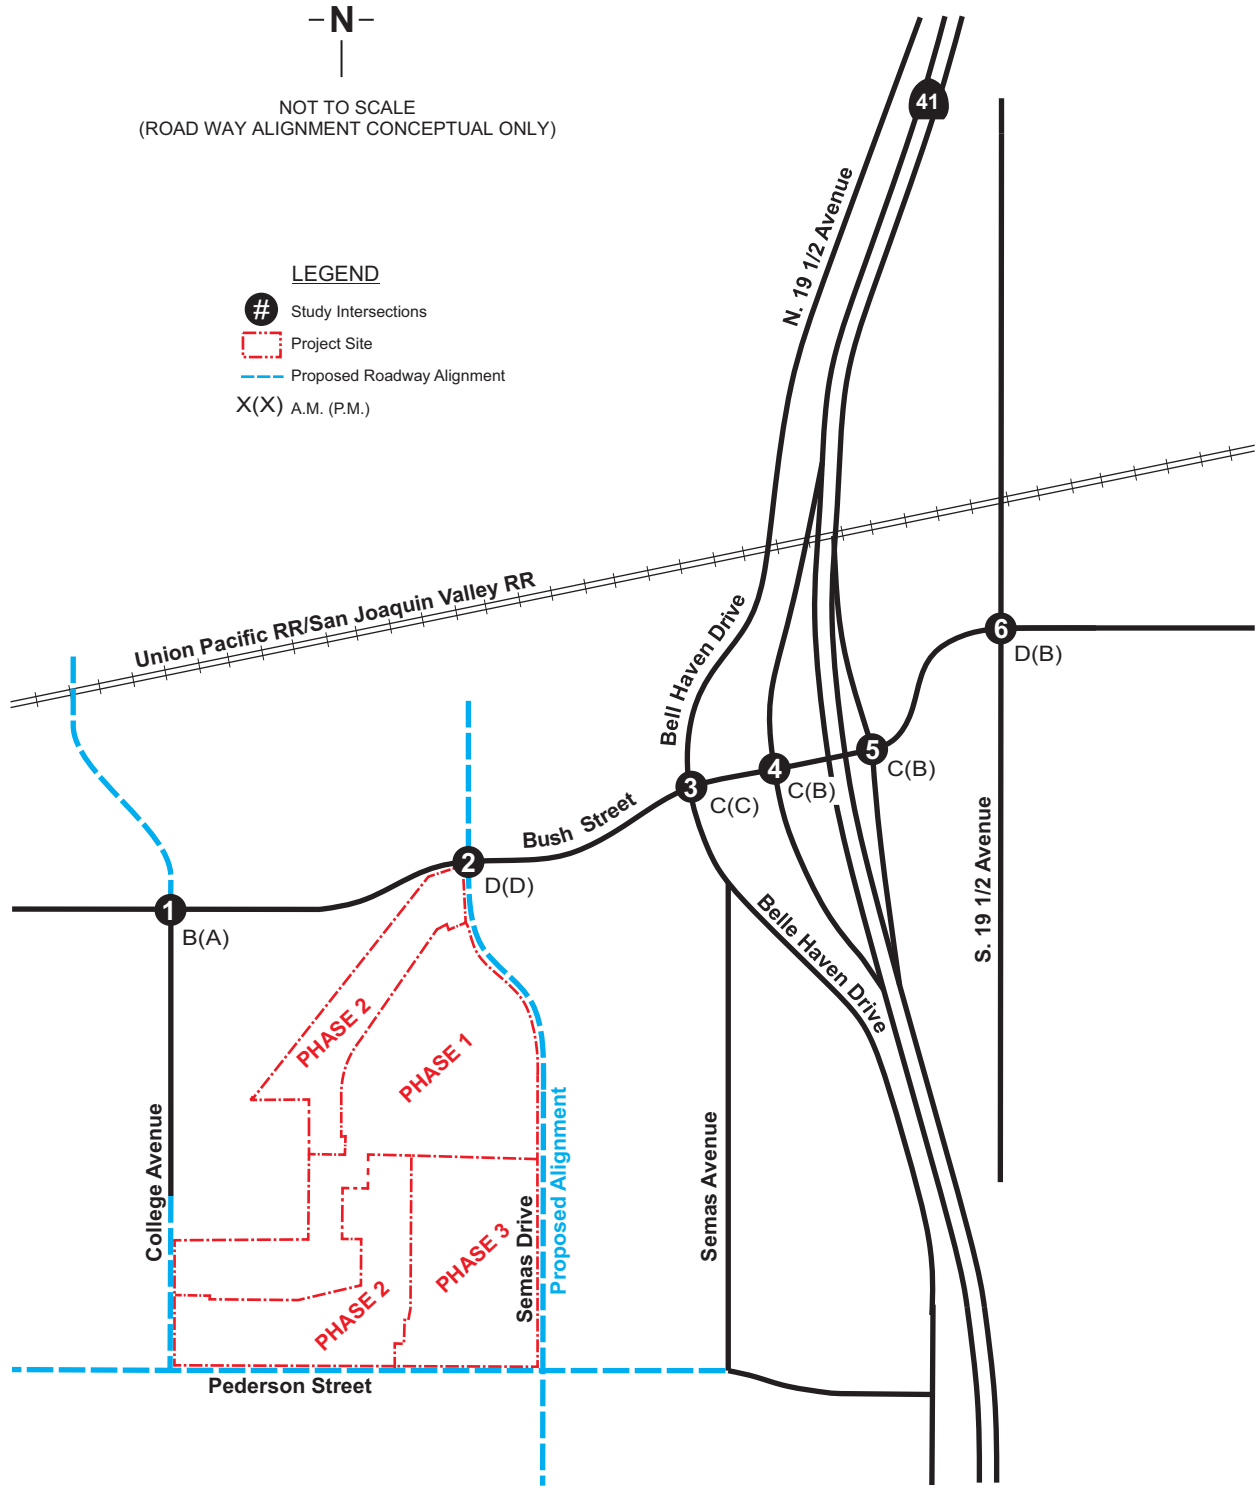 N
NOT TO SCALE
(ROAD WAY ALIGNMENT CONCEPTUAL ONLY)
41
N. 19 1/2 Avenue
LEGEND
# Study Intersections
Project Site
Proposed Roadway Alignment
X(X) A.M. (P.M.)
Union Pacific RR/San Joaquin Valley RR
Bell Haven Drive
6
D(B)
5
C(B)
4
C(B)
3
C(C)
Bush Street
2
D(D)
1
B(A)
S. 19 1/2 Avenue
Belle Haven Drive
PHASE 2
PHASE 1
College Avenue
Proposed Alignment
Semas Drive
Semas Avenue
PHASE 3
PHASE 2
Pederson Street